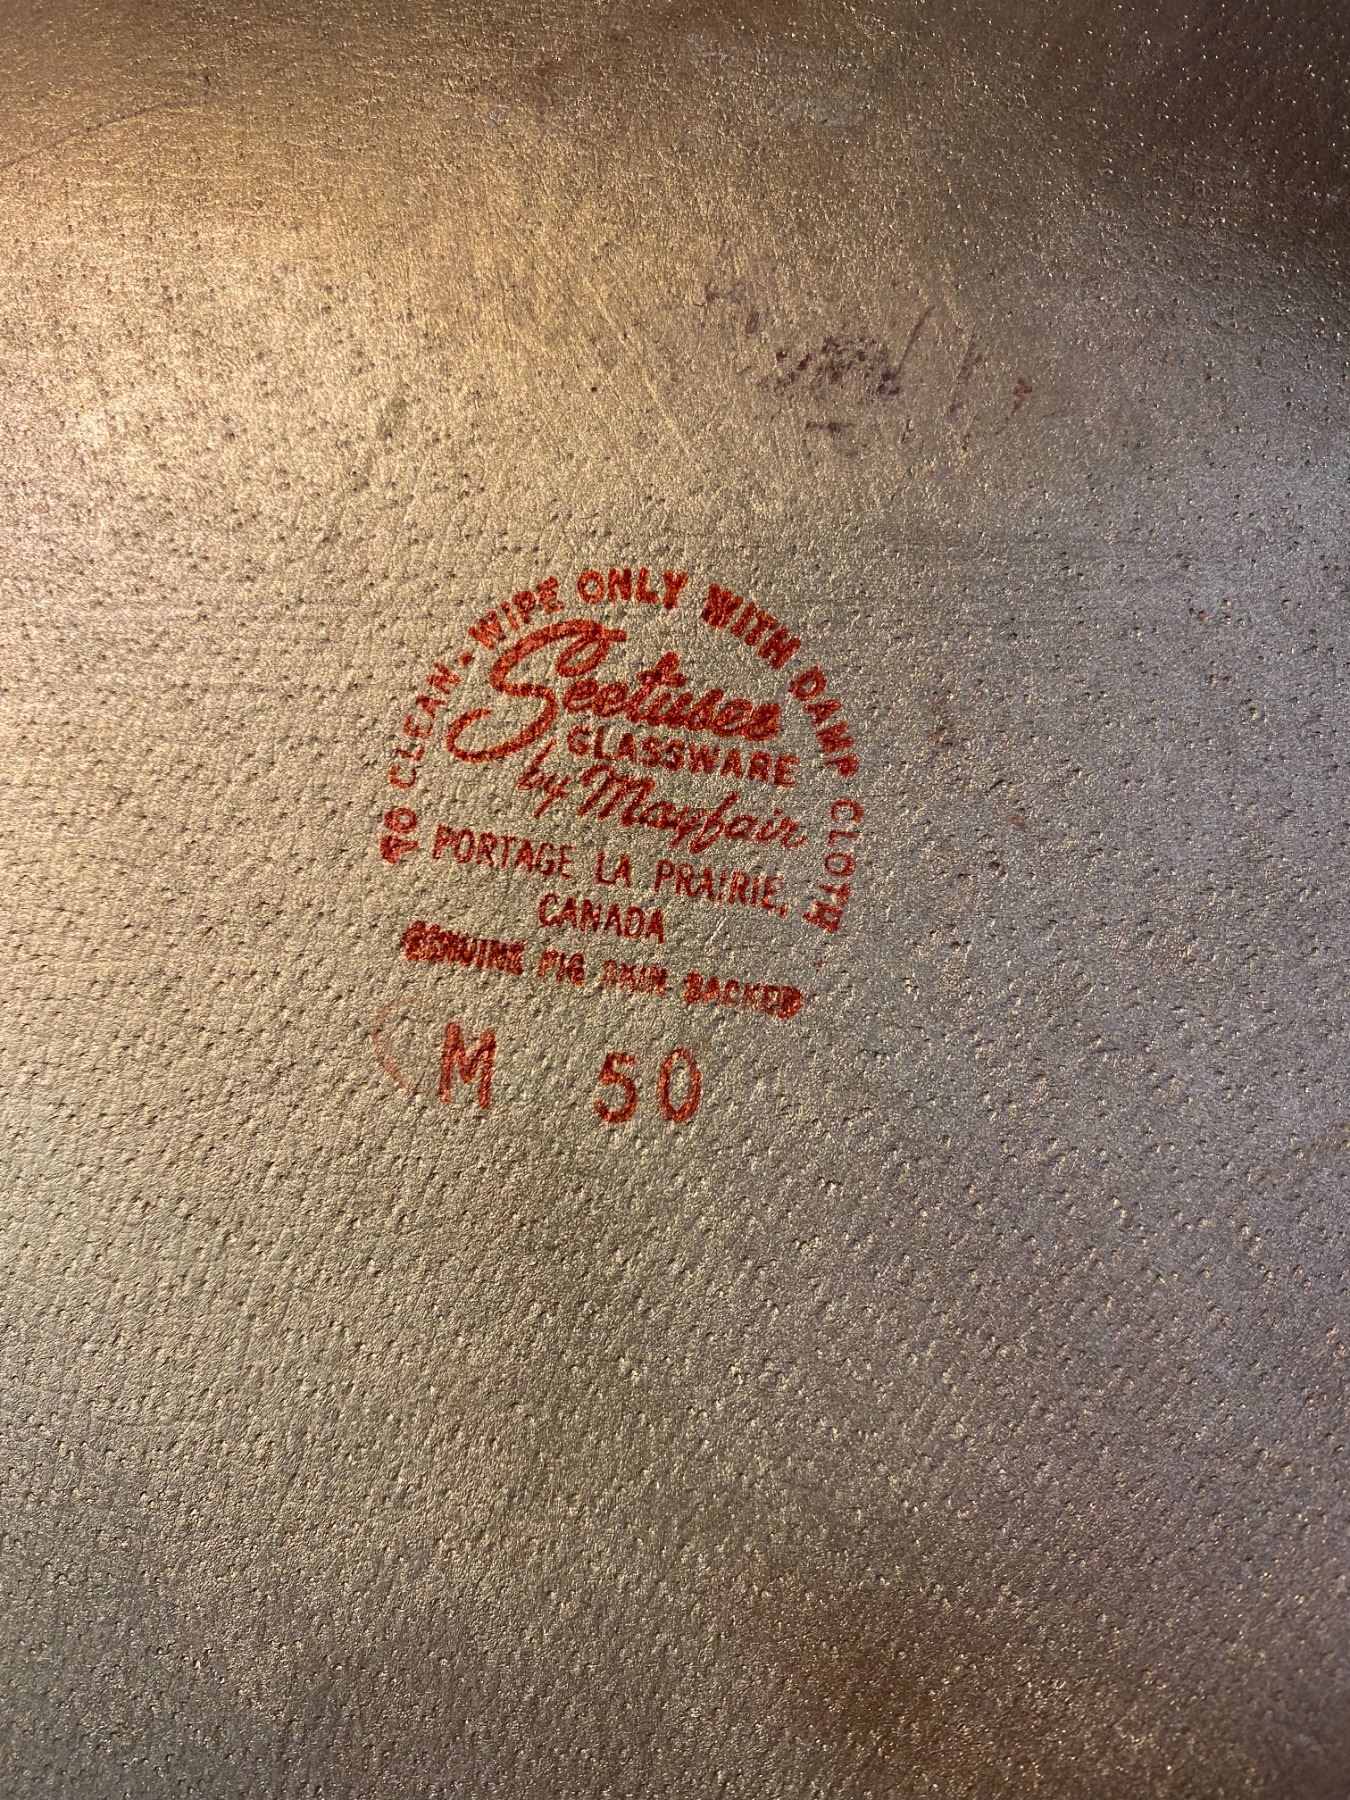 TO CLEAN - WIPE ONLY WITH DAMP CLOTH
Seetusee
GLASSWARE
by Mayfair
PORTAGE LA PRAIRIE,
CANADA
GENUINE PIG SKIN BACKED
M 50